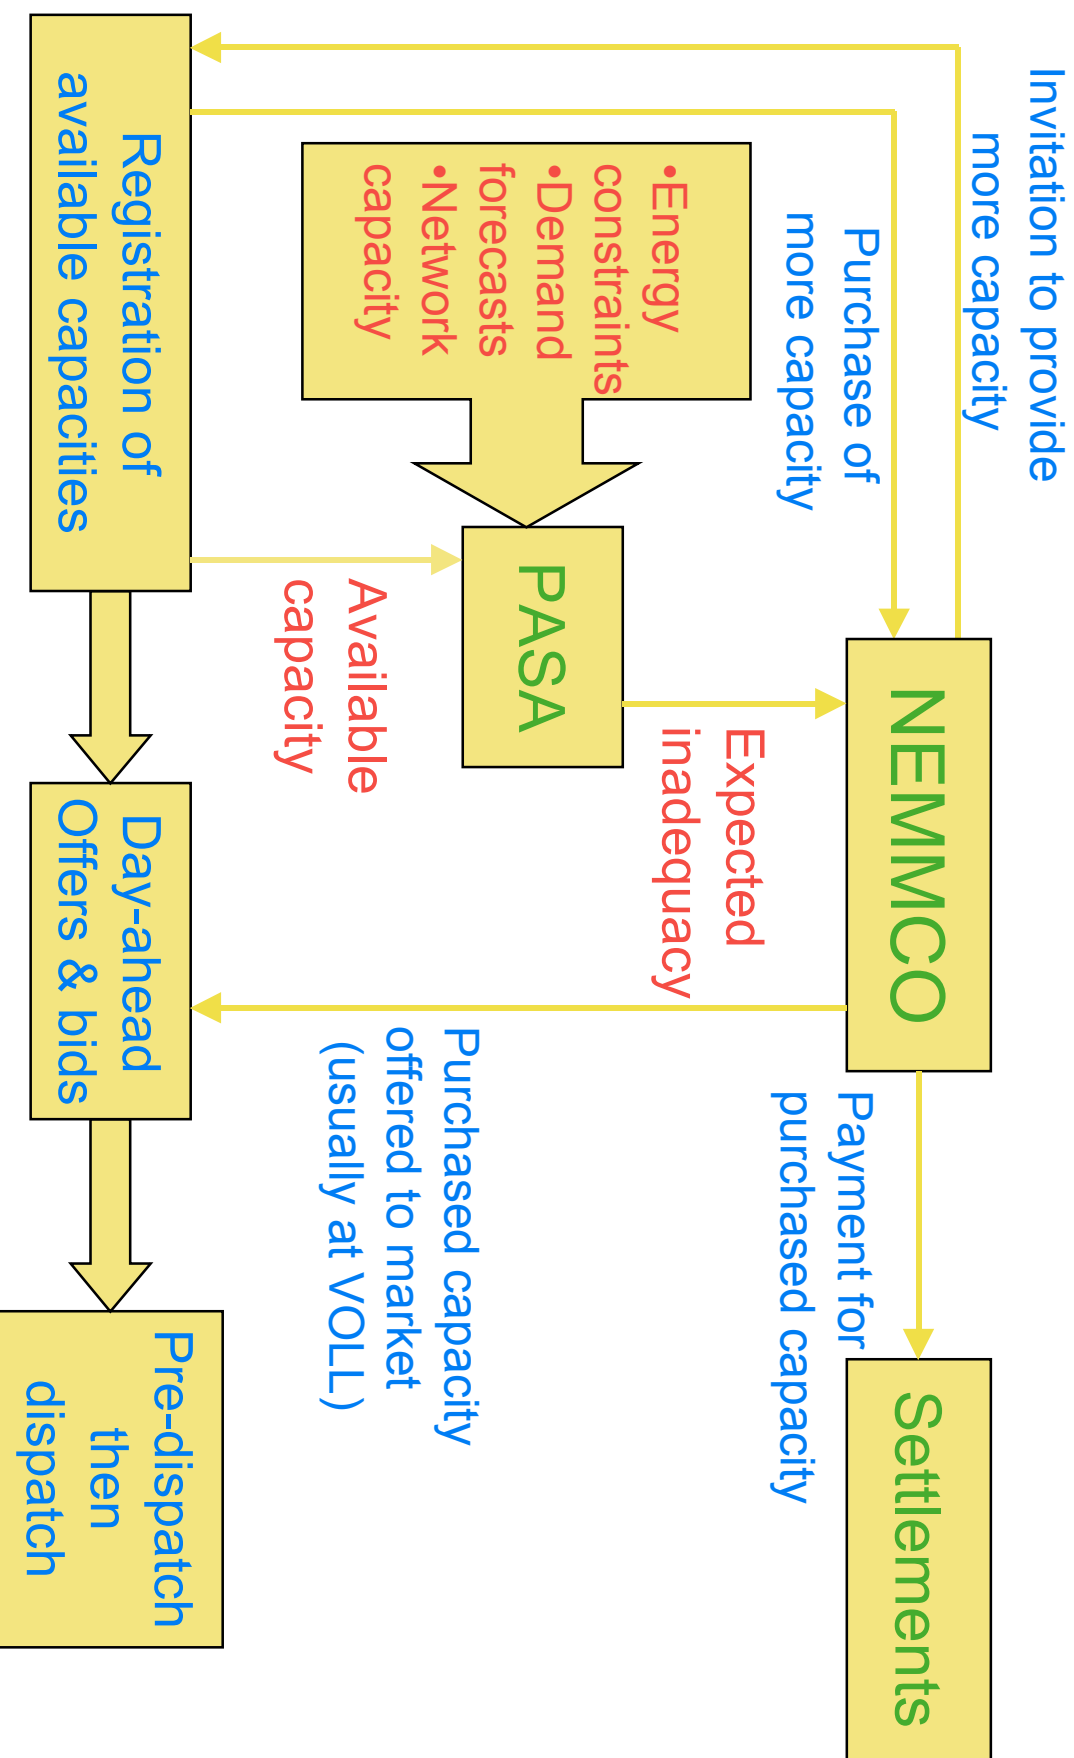 Invitation to provide
more capacity
Purchase of
more capacity
NEMMCO
Payment for
purchased capacity
Settlements
•Energy
constraints
•Demand
forecasts
•Network
capacity
PASA
Expected
inadequacy
Available
capacity
Purchased capacity
offered to market
(usually at VOLL)
Registration of
available capacities
Day-ahead
Offers & bids
Pre-dispatch
then
dispatch